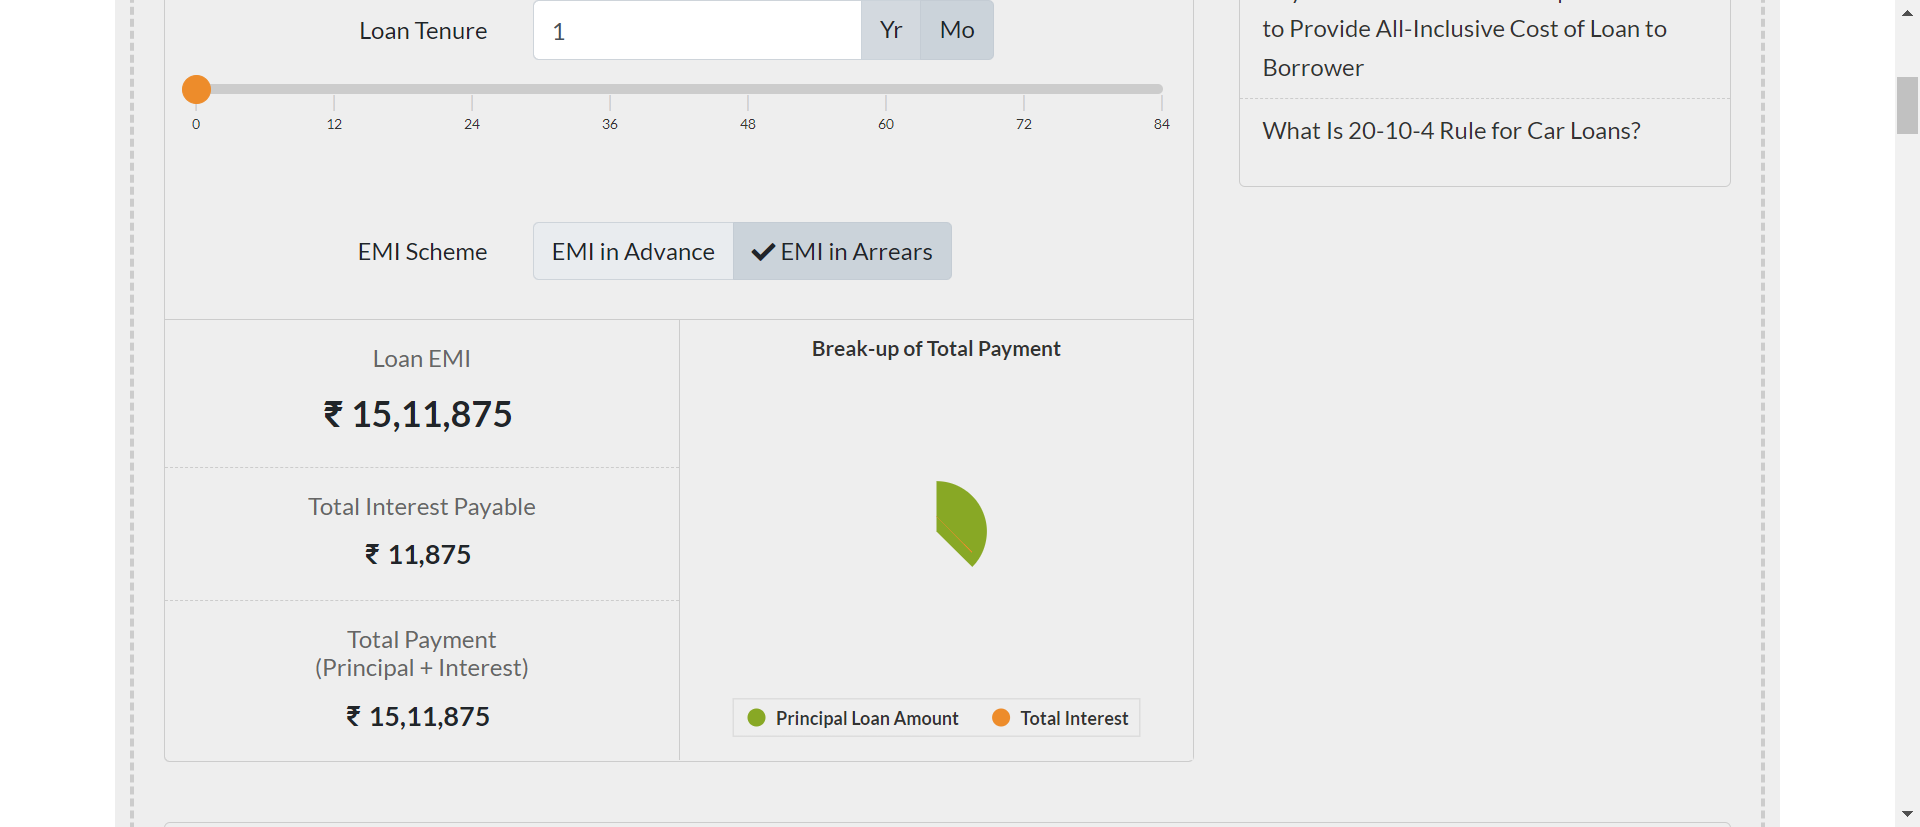 Loan Tenure
1
Yr
Mo
0 12 24 36 48 60 72 84
EMI Scheme
EMI in Advance
EMI in Arrears
Loan EMI
₹ 15,11,875
Total Interest Payable
₹ 11,875
Total Payment
(Principal + Interest)
₹ 15,11,875
Break-up of Total Payment
Principal Loan Amount
Total Interest
to Provide All-Inclusive Cost of Loan to
Borrower
What Is 20-10-4 Rule for Car Loans?